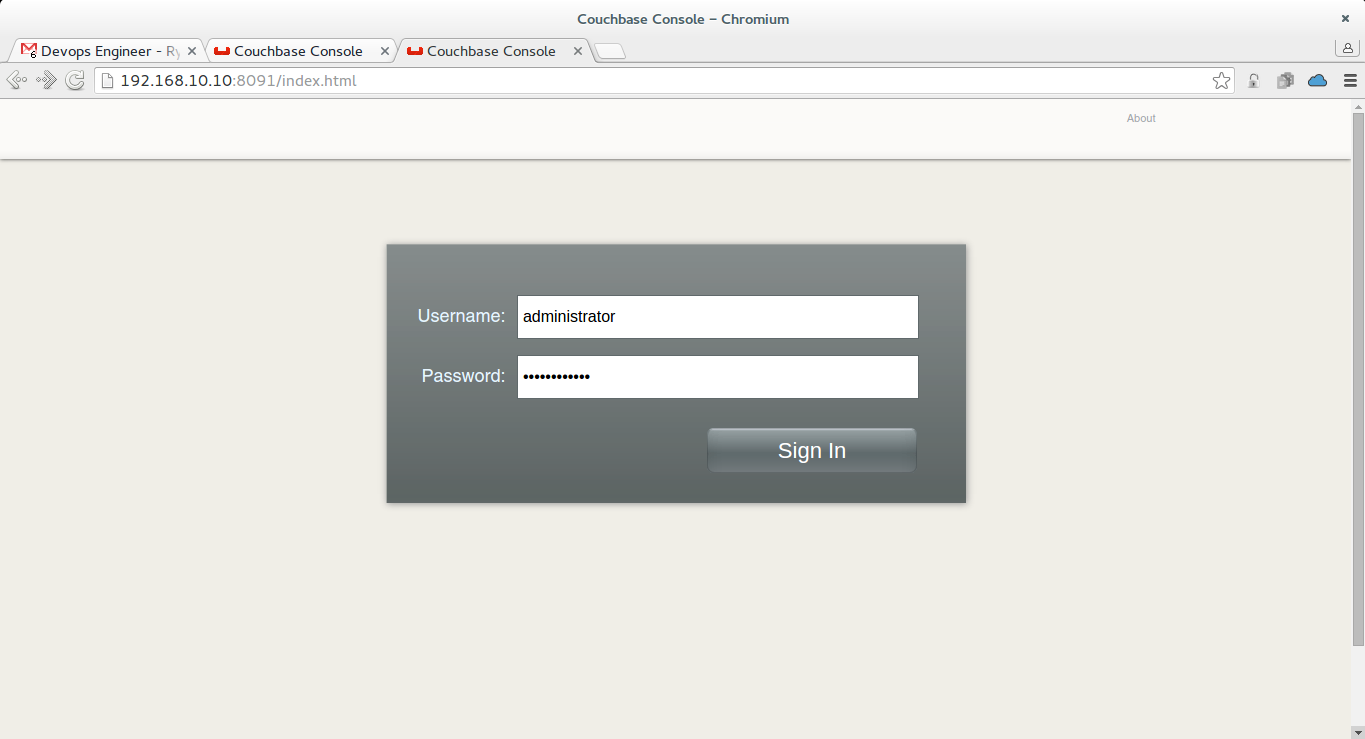 Couchbase Console – Chromium
6 Devops Engineer - Ry
Couchbase Console
Couchbase Console
192.168.10.10:8091/index.html
About
Username: administrator
Password: ••••••••••••
Sign In